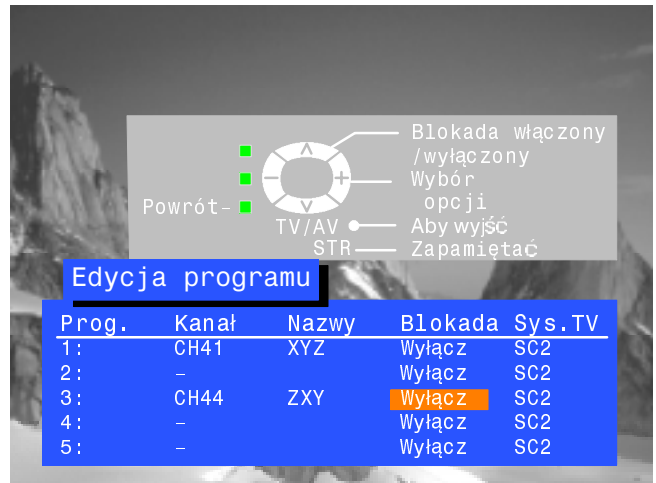 Blokada włączony
/wyłączony
Wybór
opcji
Powrót–
TV/AV Aby wyjść
STR Zapamiętać
Edycja programu
Prog. Kanał Nazwy Blokada Sys.TV
1: CH41 XYZ Wyłącz SC2
2: – Wyłącz SC2
3: CH44 ZXY Wyłącz SC2
4: – Wyłącz SC2
5: – Wyłącz SC2